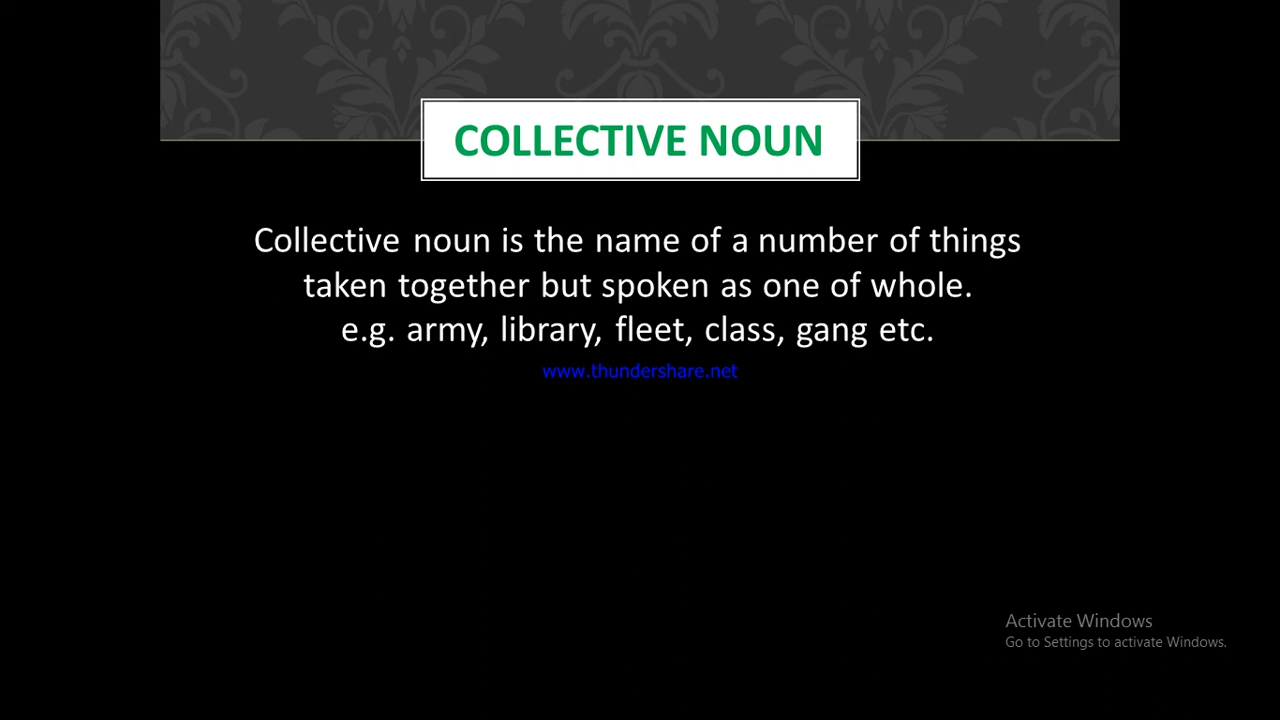 COLLECTIVE NOUN
Collective noun is the name of a number of things
taken together but spoken as one of whole.
e.g. army, library, fleet, class, gang etc.
www.thundershare.net
Activate Windows
Go to Settings to activate Windows.